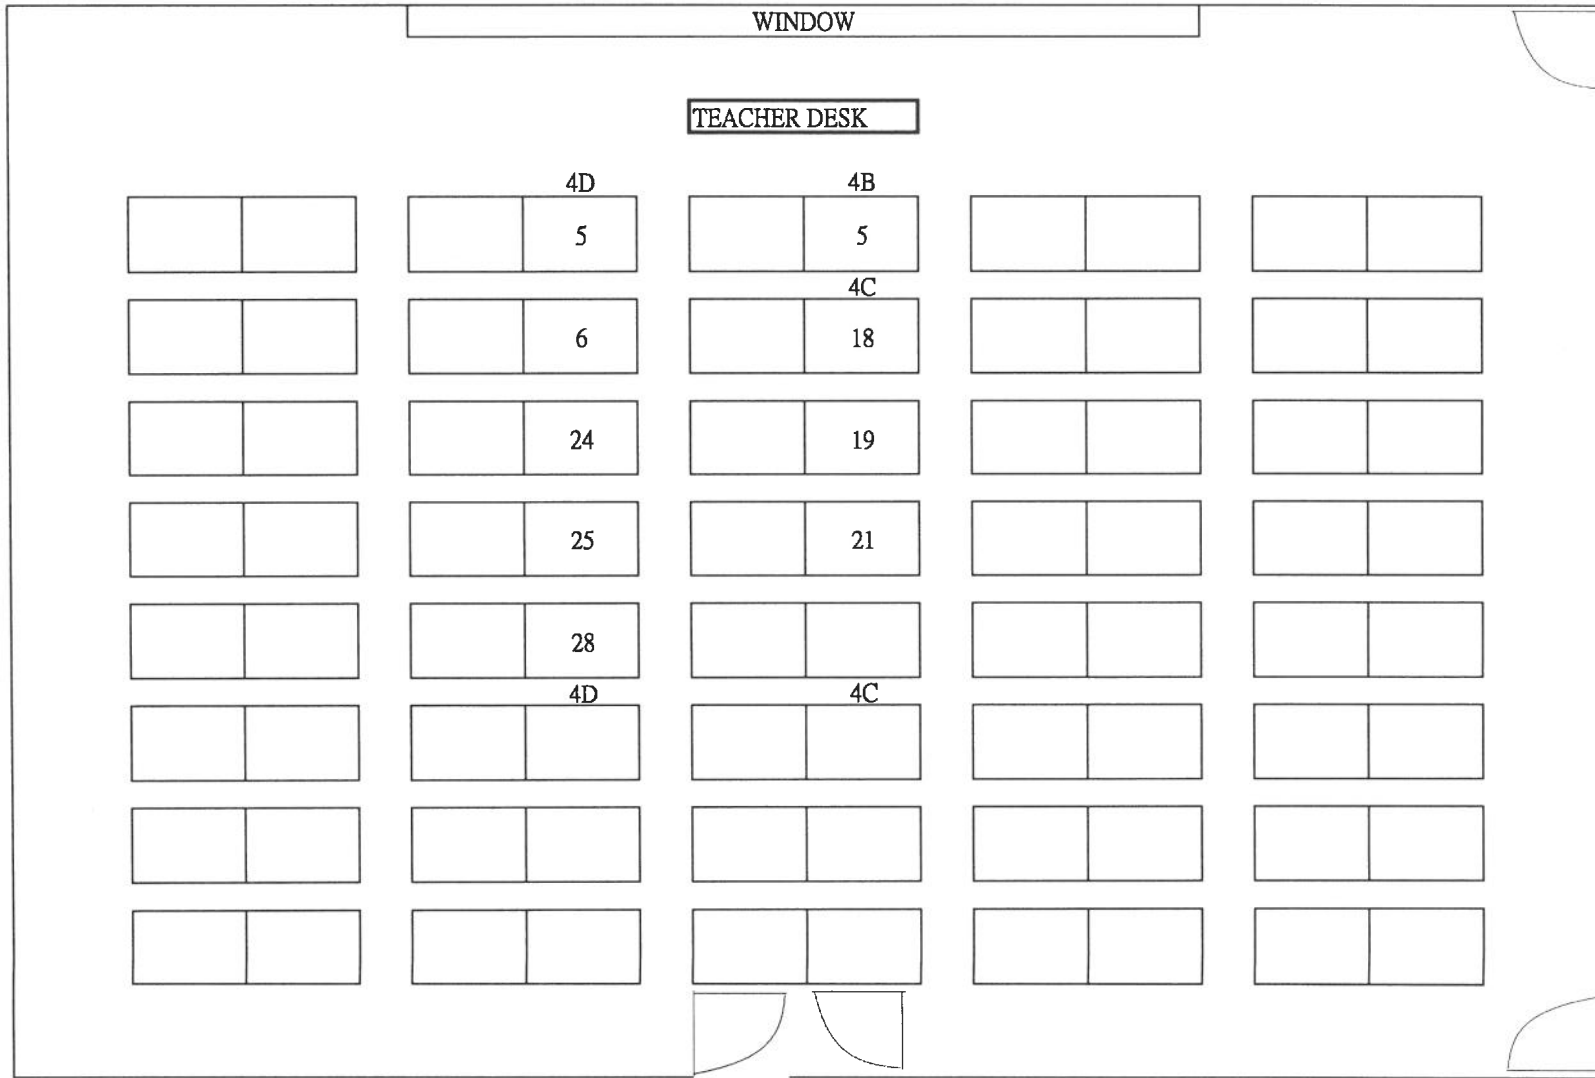 WINDOW
TEACHER DESK
4D 4B
5 5
4C
6 18
24 19
25 21
28
4D 4C